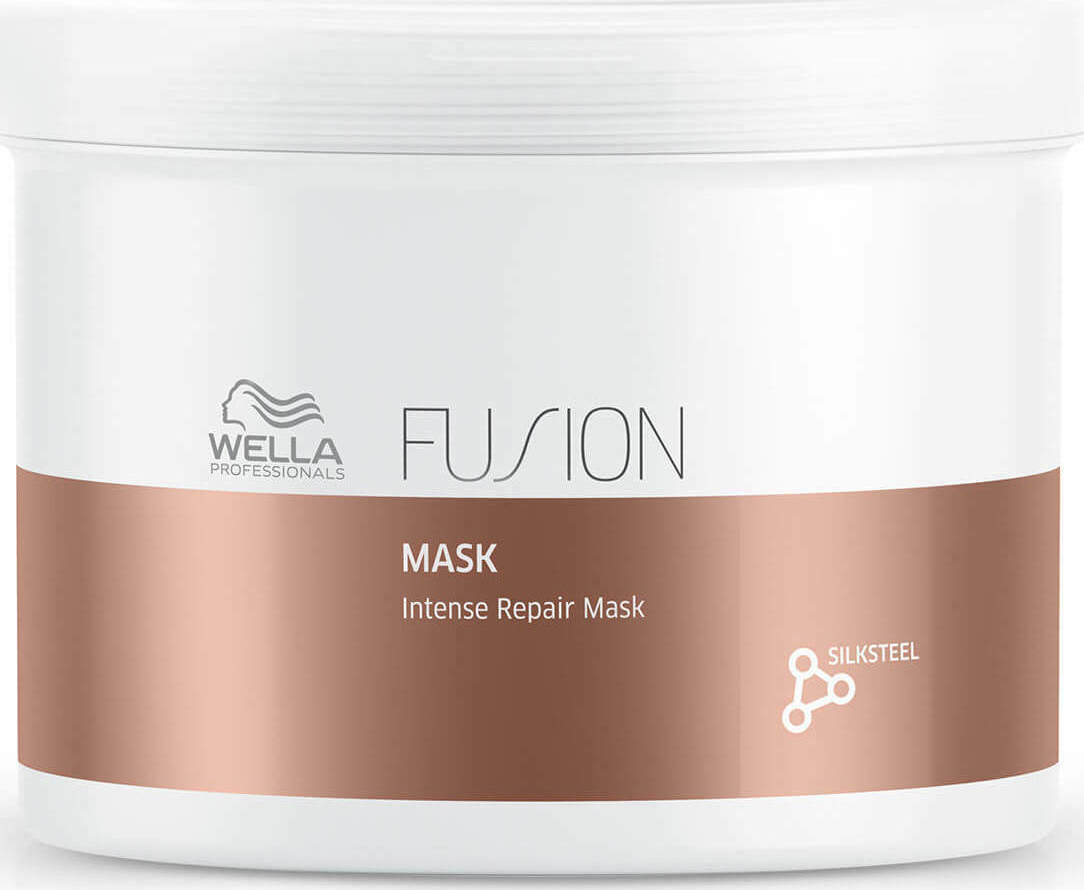 WELLA
PROFESSIONALS
FUSION
MASK
Intense Repair Mask
SILKSTEEL